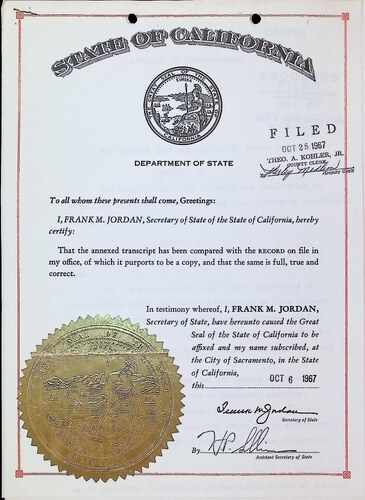 STATE OF CALIFORNIA
DEPARTMENT OF STATE
FILED
OCT 25 1967
THEO. A. KOHLER, JR.
COUNTY CLERK
To all whom these presents shall come, Greetings:
I, FRANK M. JORDAN, Secretary of State of the State of California, hereby
certify:
That the annexed transcript has been compared with the RECORD on file in
my office, of which it purports to be a copy, and that the same is full, true and
correct.
In testimony whereof, I, FRANK M. JORDAN,
Secretary of State, have hereunto caused the Great
Seal of the State of California to be
affixed and my name subscribed, at
the City of Sacramento, in the State
of California,
this OCT 6 1967
Frank M. Jordan
Secretary of State
By
Assistant Secretary of State